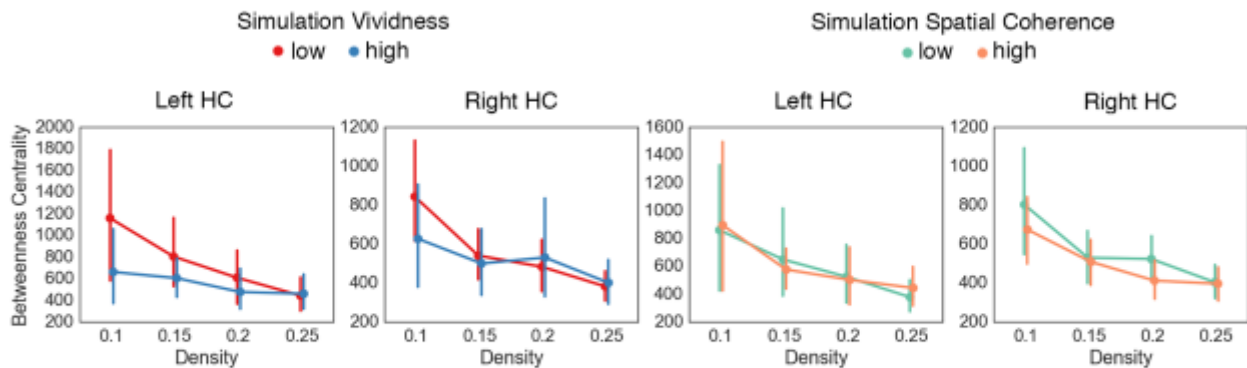 Simulation Vividness
low high
Simulation Spatial Coherence
low high
Left HC
Right HC
Left HC
Right HC
Betweenness Centrality
2000
1800
1600
1400
1200
1000
800
600
400
200
0.1 0.15 0.2 0.25
Density
1200
1000
800
600
400
200
0.1 0.15 0.2 0.25
Density
1600
1400
1200
1000
800
600
400
200
0.1 0.15 0.2 0.25
Density
1200
1000
800
600
400
200
0.1 0.15 0.2 0.25
Density